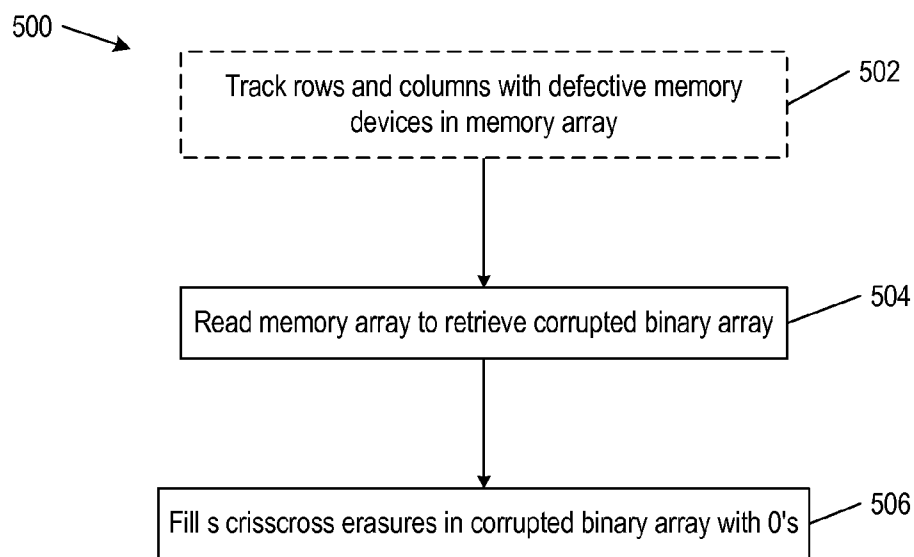 500
Track rows and columns with defective memory
devices in memory array
502
Read memory array to retrieve corrupted binary array
504
Fill s crisscross erasures in corrupted binary array with 0's
506